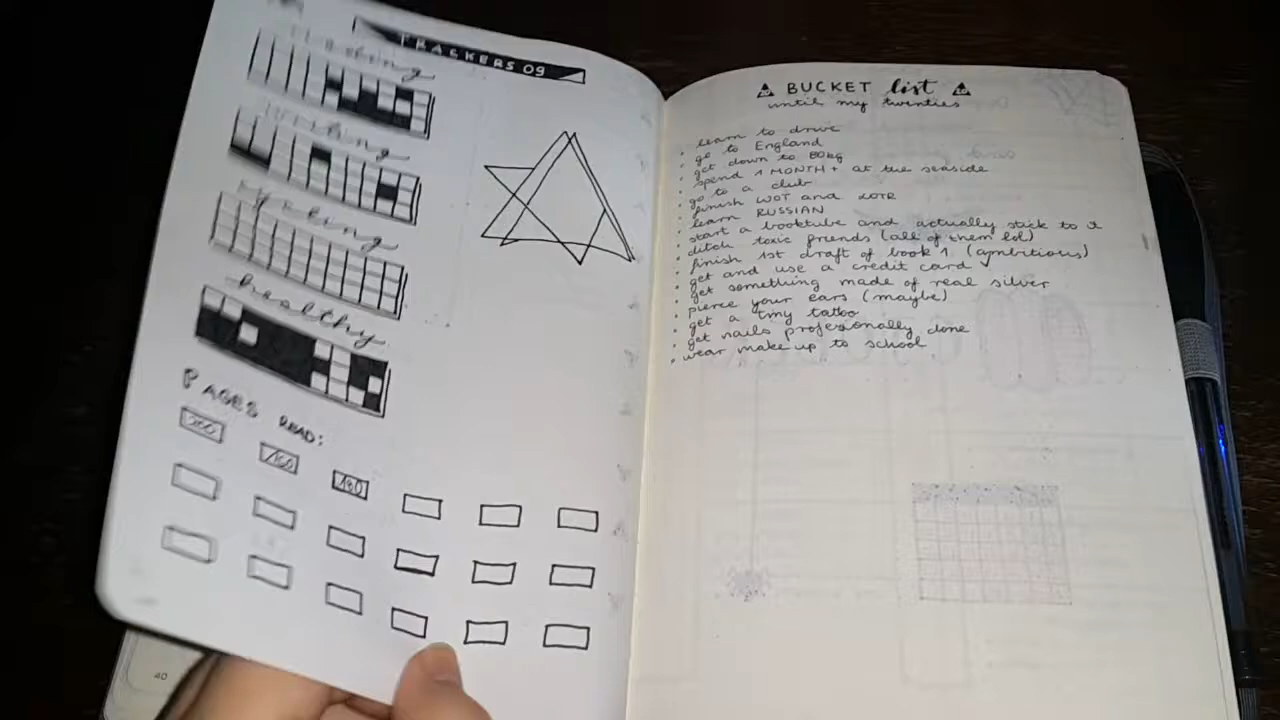 TRACKERS 09
healthy
PAGES READ:
200
160
180
40
BUCKET list
until my twenties
• learn to drive
• go to England
• get down to 80kg
• spend 1 MONTH + at the seaside
• go to a club
• finish WOT and LOTR
• learn RUSSIAN
• start a booktube and actually stick to it
• ditch toxic friends (all of them lol)
• finish 1st draft of book 1 (ambitious)
• get and use a credit card
• get something made of real silver
• pierce your ears (maybe)
• get a tiny tattoo
• get nails professionally done
• wear make up to school